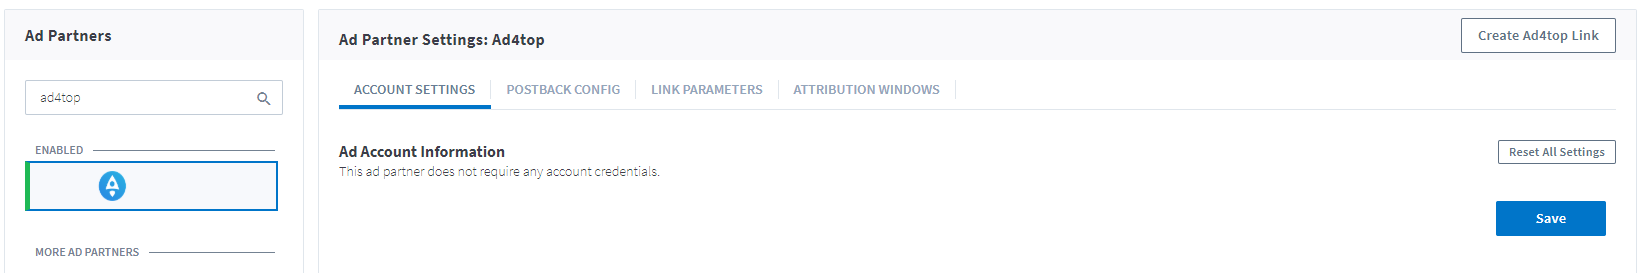 Ad Partners
ad4top
ENABLED
MORE AD PARTNERS
Ad Partner Settings: Ad4top
Create Ad4top Link
ACCOUNT SETTINGS POSTBACK CONFIG LINK PARAMETERS ATTRIBUTION WINDOWS
Ad Account Information
Reset All Settings
This ad partner does not require any account credentials.
Save